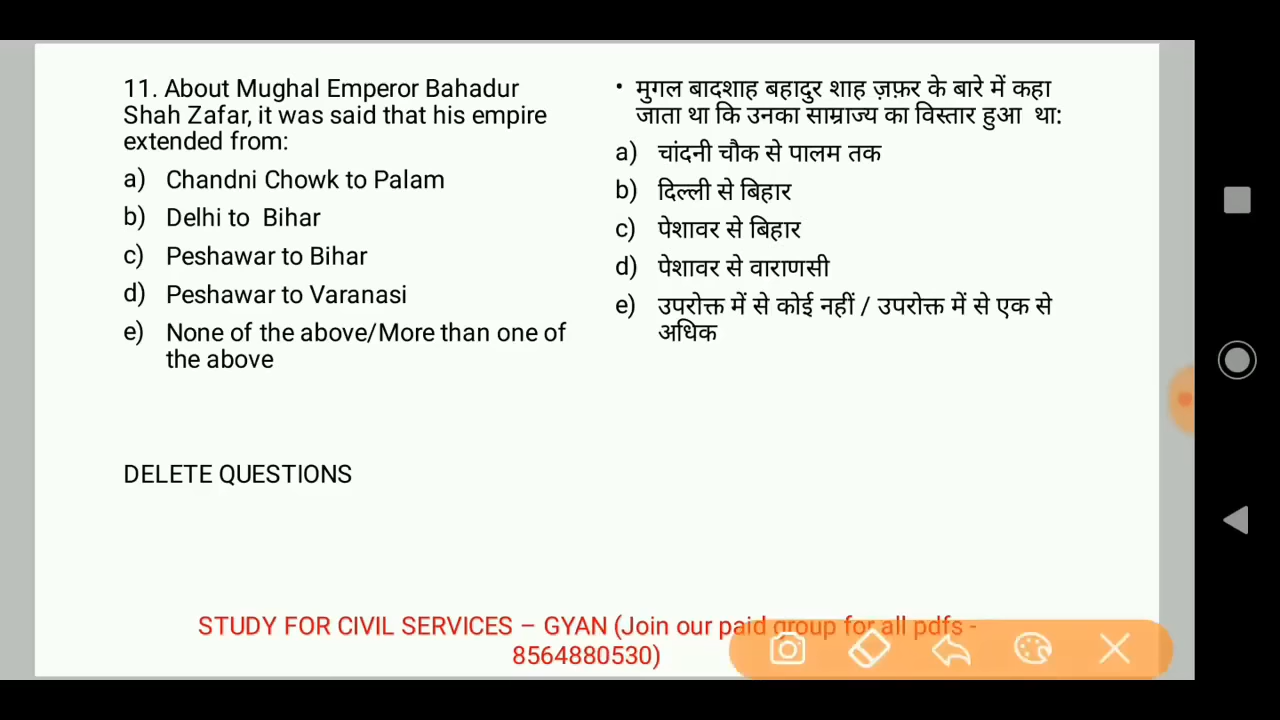 11. About Mughal Emperor Bahadur
Shah Zafar, it was said that his empire
extended from:
a) Chandni Chowk to Palam
b) Delhi to Bihar
c) Peshawar to Bihar
d) Peshawar to Varanasi
e) None of the above/More than one of
the above
DELETE QUESTIONS
• मुगल बादशाह बहादुर शाह ज़फ़र के बारे में कहा
जाता था कि उनका साम्राज्य का विस्तार हुआ था:
a) चांदनी चौक से पालम तक
b) दिल्ली से बिहार
c) पेशावर से बिहार
d) पेशावर से वाराणसी
e) उपरोक्त में से कोई नहीं / उपरोक्त में से एक से
अधिक
STUDY FOR CIVIL SERVICES – GYAN (Join our paid group for all pdfs -
8564880530)